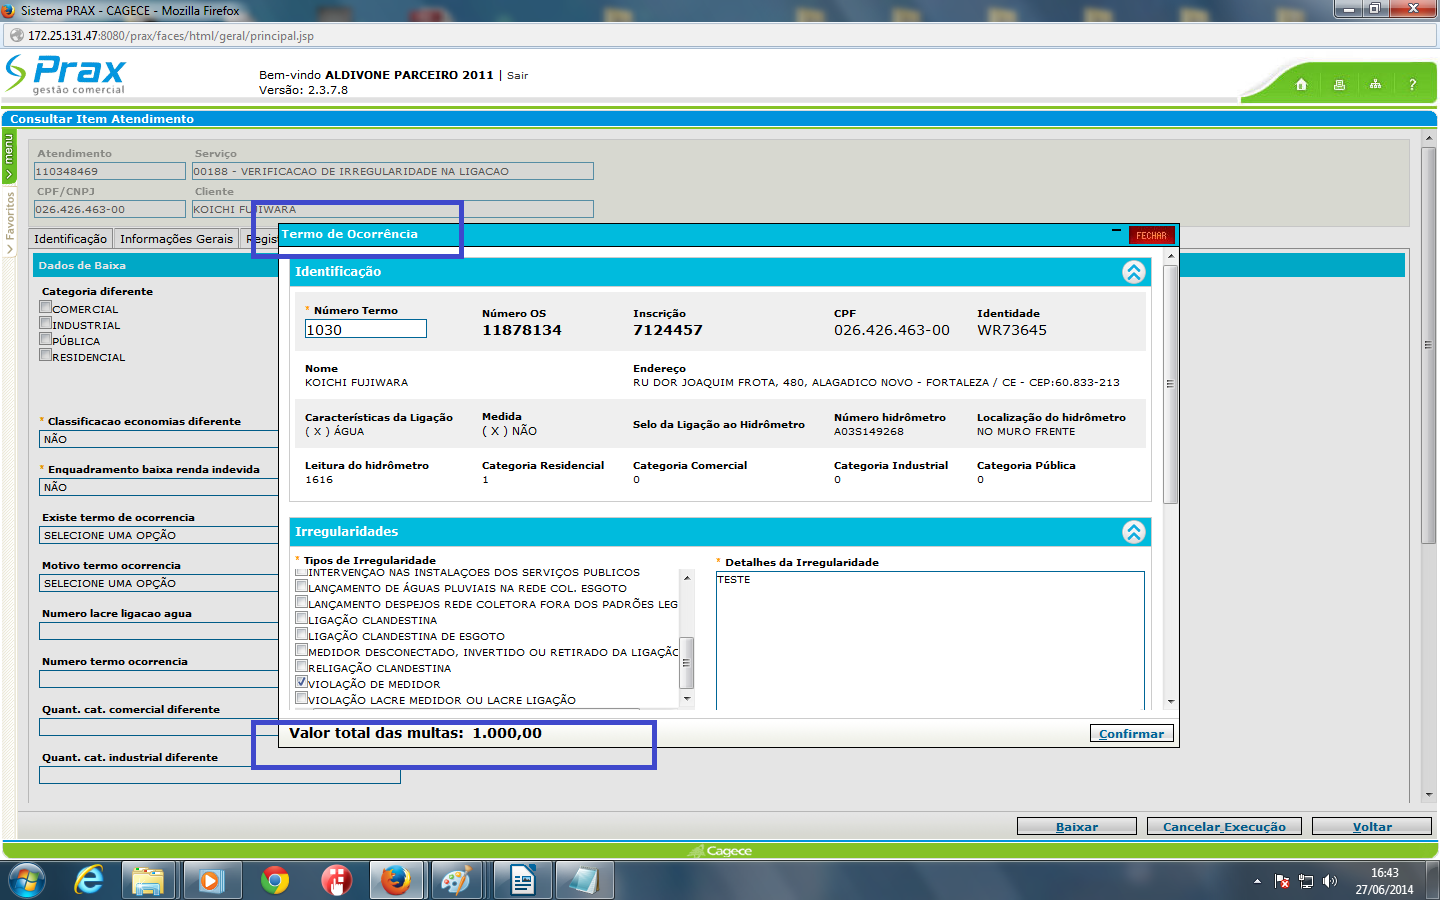 Sistema PRAX - CAGECE - Mozilla Firefox
172.25.131.47:8080/prax/faces/html/geral/principal.jsp
Prax
gestão comercial
Bem-vindo ALDIVONE PARCEIRO 2011 | Sair
Versão: 2.3.7.8
?
Consultar Item Atendimento
menu
Favoritos
Atendimento Serviço
110348469 00188 - VERIFICACAO DE IRREGULARIDADE NA LIGACAO
CPF/CNPJ Cliente
026.426.463-00 KOICHI FUJIWARA
Identificação Informações Gerais Regist
Dados de Baixa
Categoria diferente
COMERCIAL
INDUSTRIAL
PÚBLICA
RESIDENCIAL
* Classificacao economias diferente
NÃO
* Enquadramento baixa renda indevida
NÃO
Existe termo de ocorrencia
SELECIONE UMA OPÇÃO
Motivo termo ocorrencia
SELECIONE UMA OPÇÃO
Numero lacre ligacao agua
Numero termo ocorrencia
Quant. cat. comercial diferente
Quant. cat. industrial diferente
Termo de Ocorrência
FECHAR
Identificação
* Número Termo Número OS Inscrição CPF Identidade
1030 11878134 7124457 026.426.463-00 WR73645
Nome Endereço
KOICHI FUJIWARA RU DOR JOAQUIM FROTA, 480, ALAGADICO NOVO - FORTALEZA / CE - CEP:60.833-213
Características da Ligação Medida Selo da Ligação ao Hidrômetro Número hidrômetro Localização do hidrômetro
( X ) ÁGUA ( X ) NÃO A03S149268 NO MURO FRENTE
Leitura do hidrômetro Categoria Residencial Categoria Comercial Categoria Industrial Categoria Pública
1616 1 0 0 0
Irregularidades
* Tipos de Irregularidade
INTERVENÇÃO NAS INSTALAÇÕES DOS SERVIÇOS PUBLICOS
LANÇAMENTO DE ÁGUAS PLUVIAIS NA REDE COL. ESGOTO
LANÇAMENTO DESPEJOS REDE COLETORA FORA DOS PADRÕES LEG
LIGAÇÃO CLANDESTINA
LIGAÇÃO CLANDESTINA DE ESGOTO
MEDIDOR DESCONECTADO, INVERTIDO OU RETIRADO DA LIGAÇÃO
RELIGAÇÃO CLANDESTINA
VIOLAÇÃO DE MEDIDOR
VIOLAÇÃO LACRE MEDIDOR OU LACRE LIGAÇÃO
* Detalhes da Irregularidade
TESTE
Valor total das multas: 1.000,00
Confirmar
Baixar Cancelar Execução Voltar
Cagece
16:43
27/06/2014